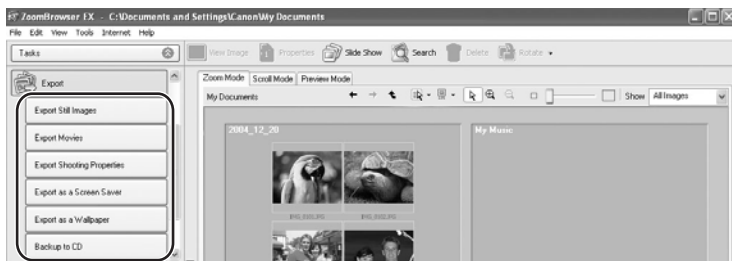 ZoomBrowser EX - C:\Documents and Settings\Canon\My Documents
File Edit View Tools Internet Help
Tasks
View Image Properties Slide Show Search Delete Rotate
Export
Export Still Images
Export Movies
Export Shooting Properties
Export as a Screen Saver
Export as a Wallpaper
Backup to CD
Zoom Mode Scroll Mode Preview Mode
My Documents
Show All Images
2004_12_20
My Music